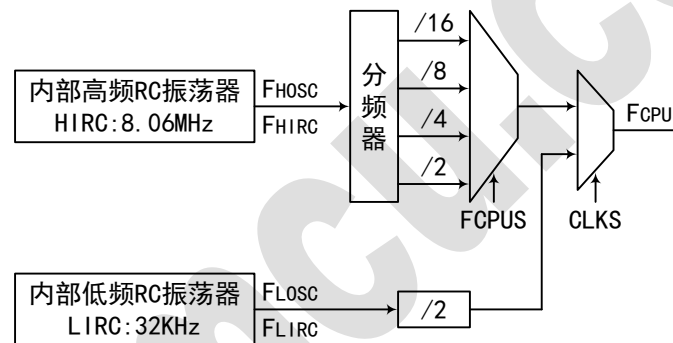 内部高频RC振荡器
HIRC:8.06MHz
FHOSC
FHIRC
分频器
/16
/8
/4
/2
FCPUS
CLKS
FCPU
内部低频RC振荡器
LIRC:32KHz
FLOSC
FLIRC
/2